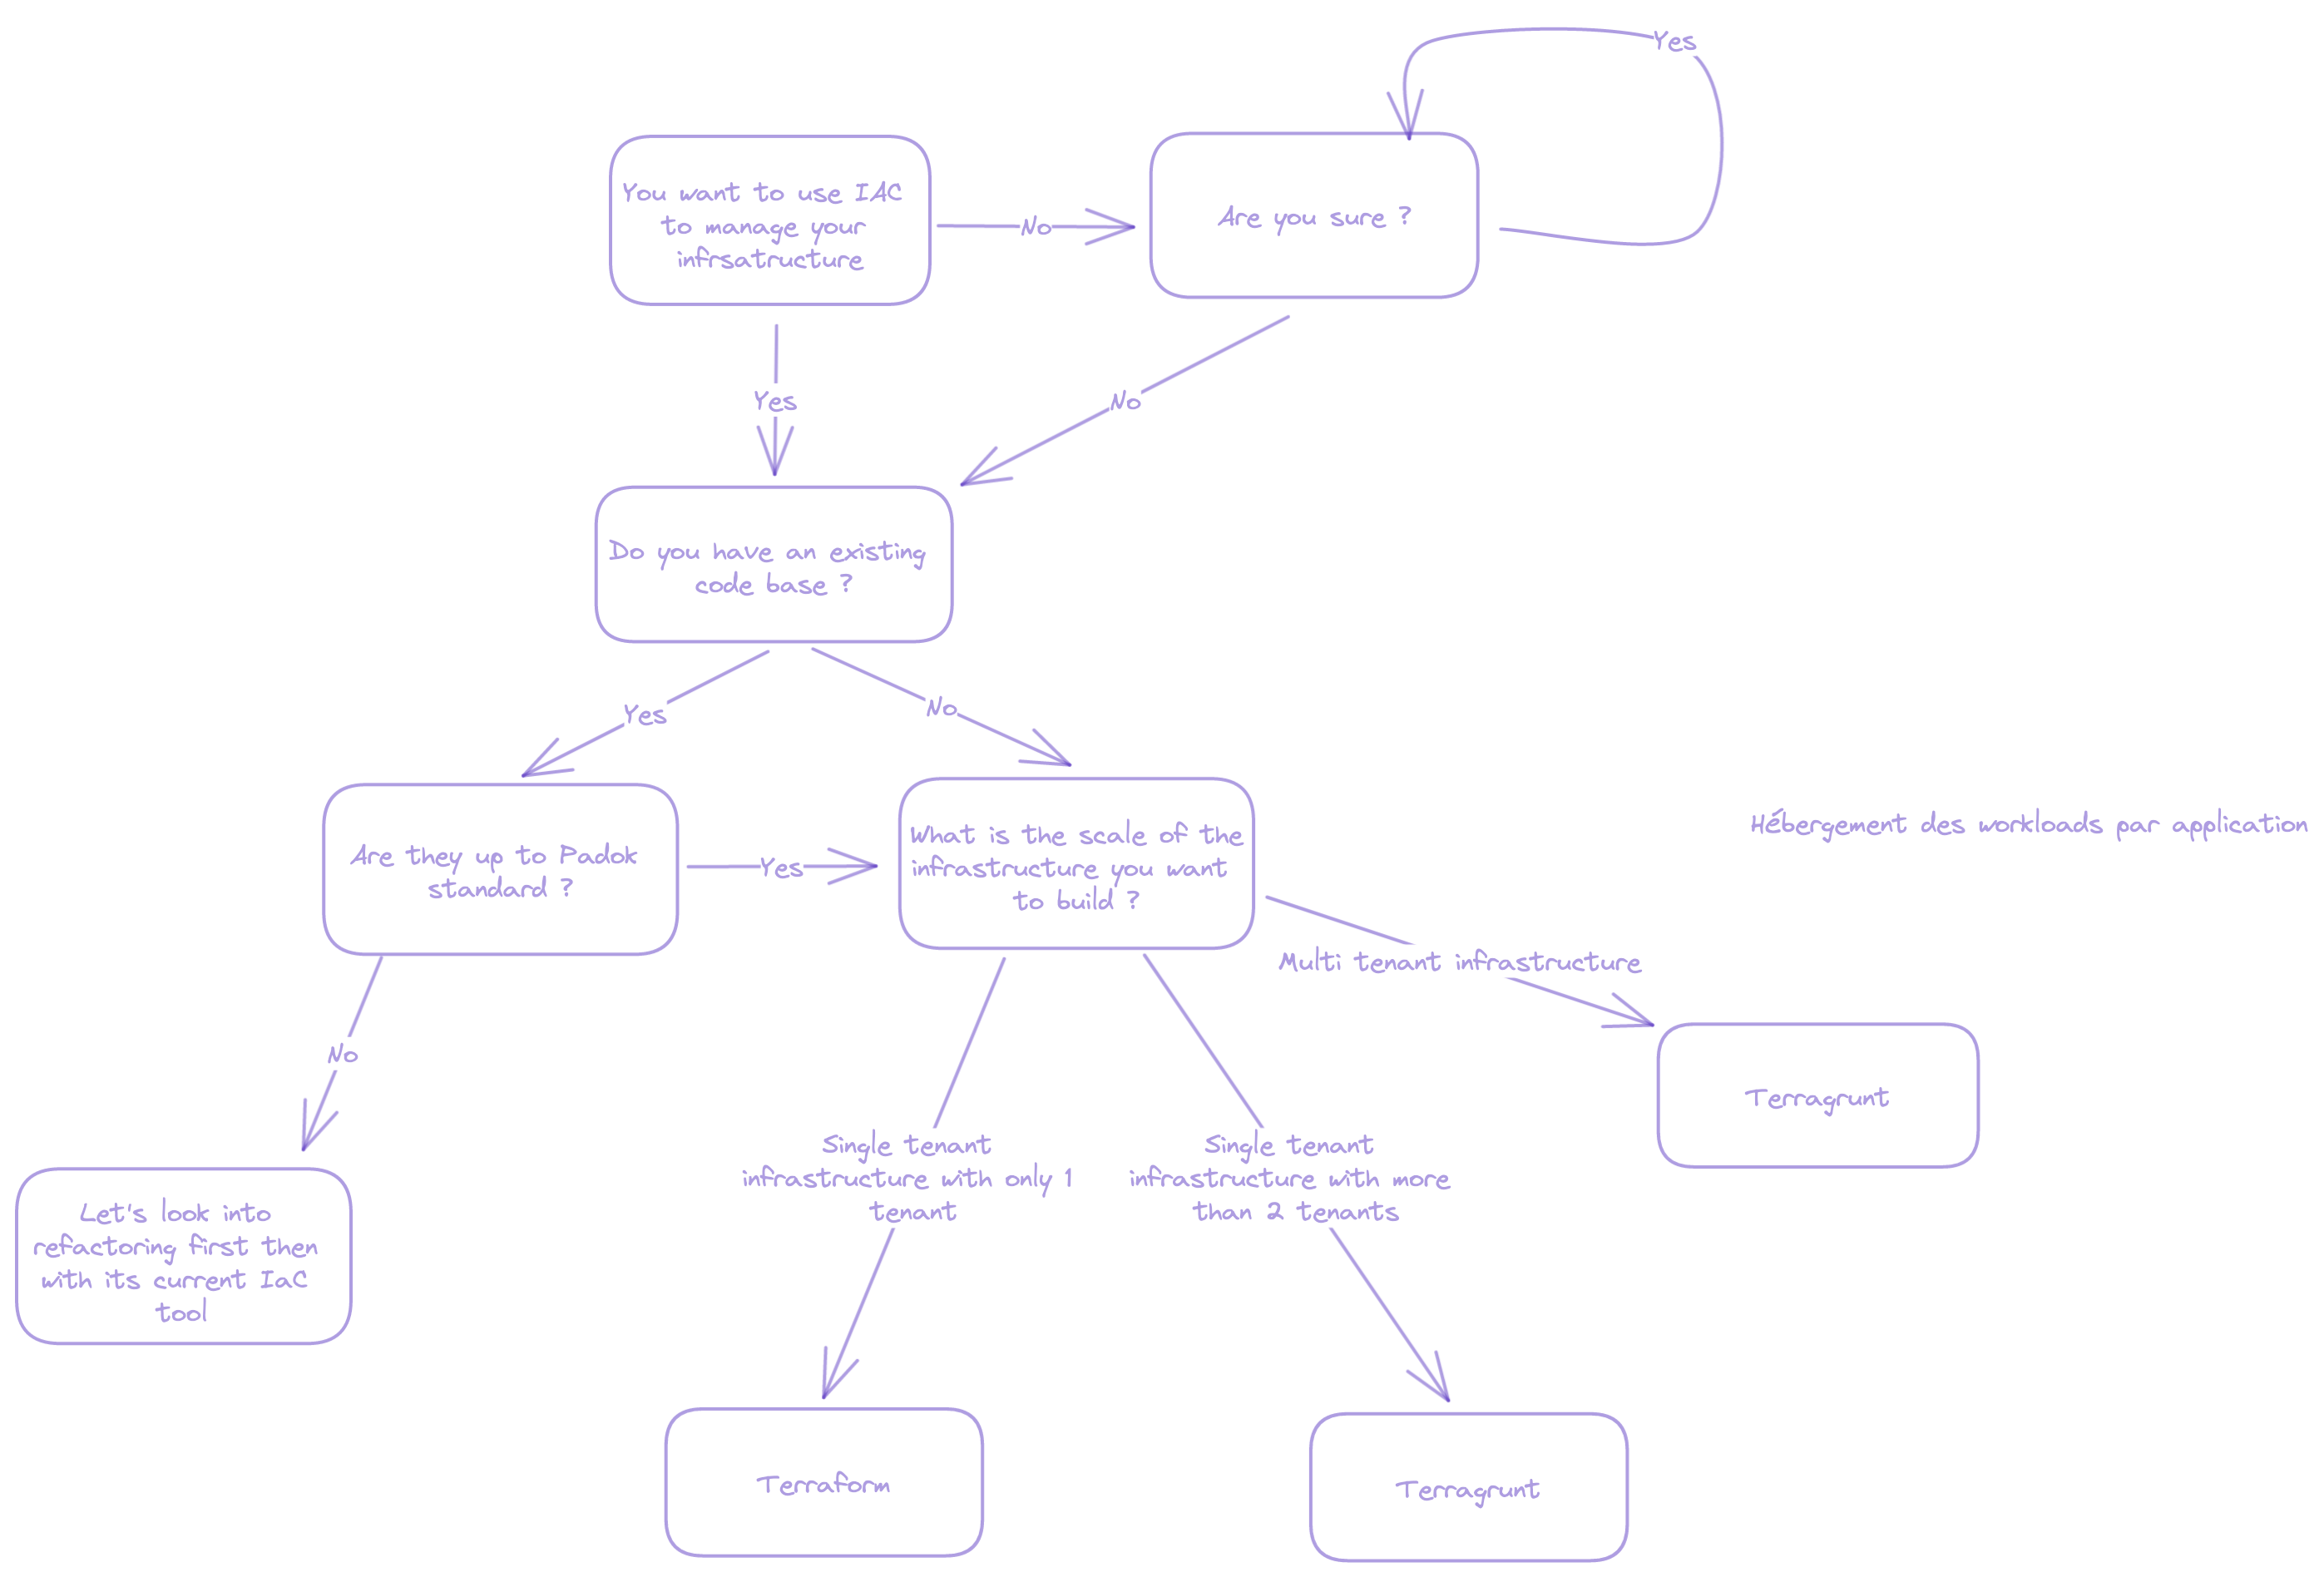 Yes
You want to use IAC
to manage your
infrsatucture
No
Are you sure ?
Yes
No
Do you have an existing
code base ?
Yes
No
Are they up to Padok
standard ?
Yes
What is the scale of the
infrastructure you want
to build ?
Hébergement des workloads par application
Multi tenant infrastructure
No
Terragrunt
Single tenant
infrastructure with only 1
tenant
Single tenant
infrastructure with more
than 2 tenants
Let's look into
refactoring first then
with its current IaC
tool
Terraform
Terragrunt